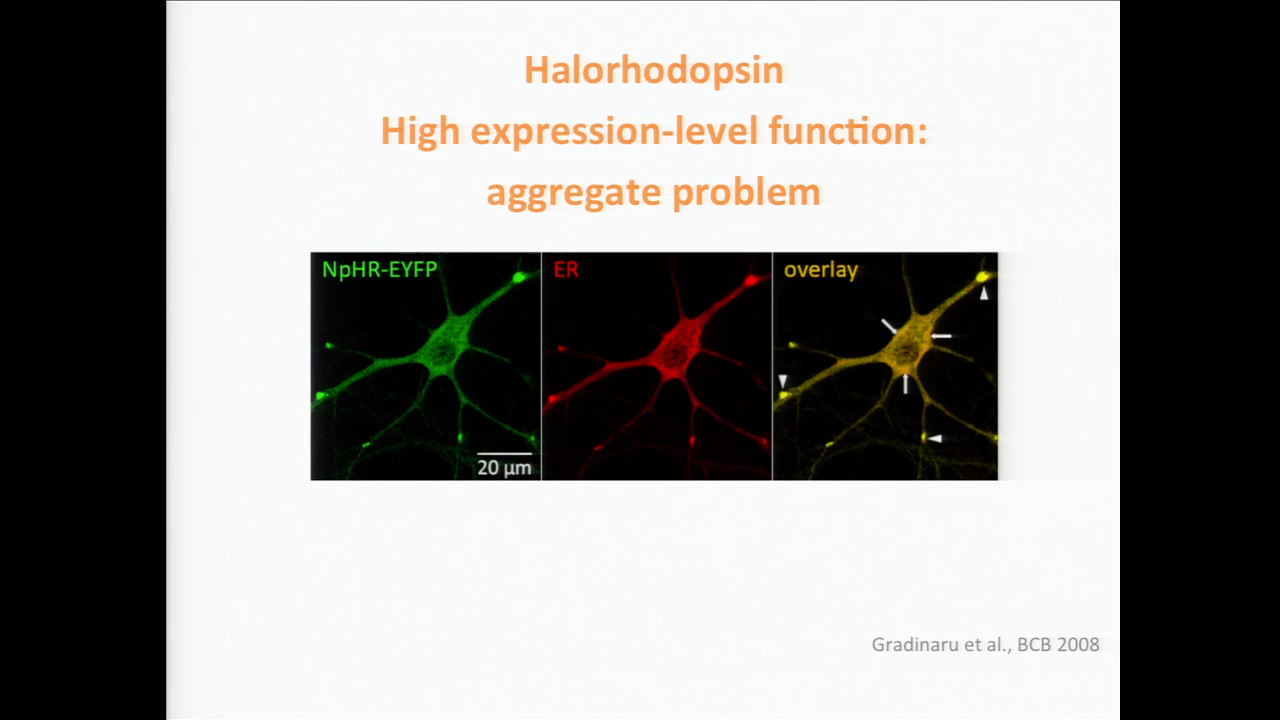 Halorhodopsin
High expression-level function:
aggregate problem
NpHR-EYFP
ER
overlay
20 µm
Gradinaru et al., BCB 2008